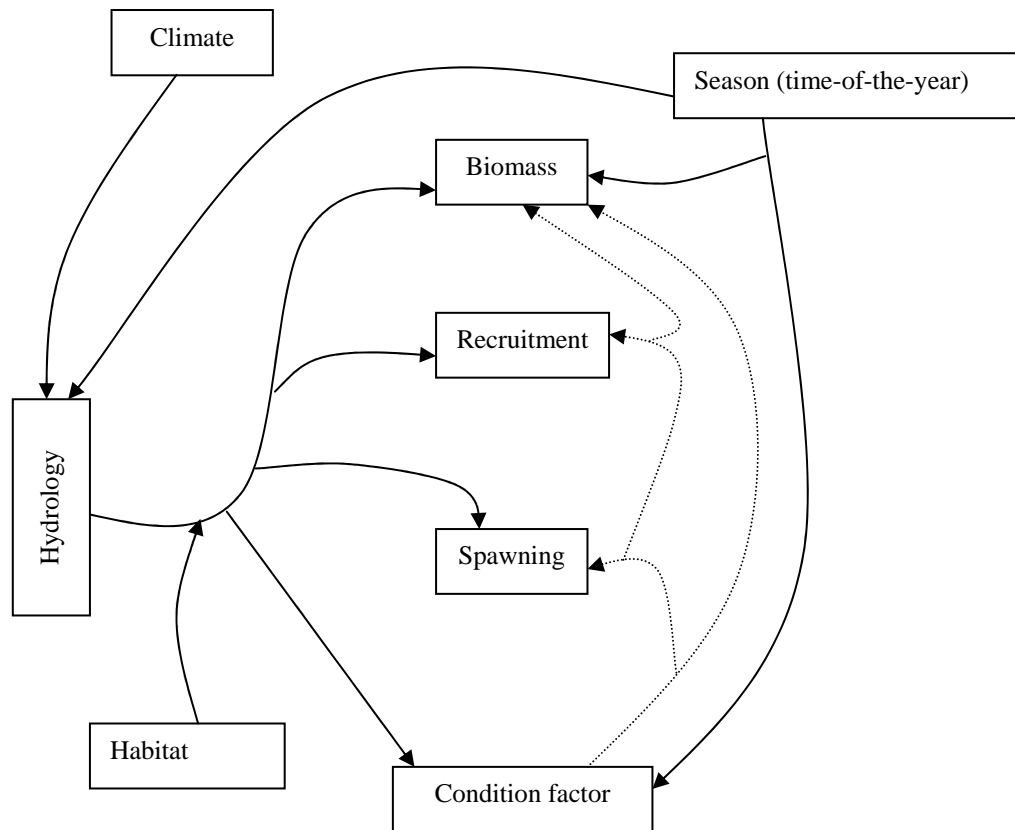 Climate
Season (time-of-the-year)
Biomass
Recruitment
Hydrology
Spawning
Habitat
Condition factor